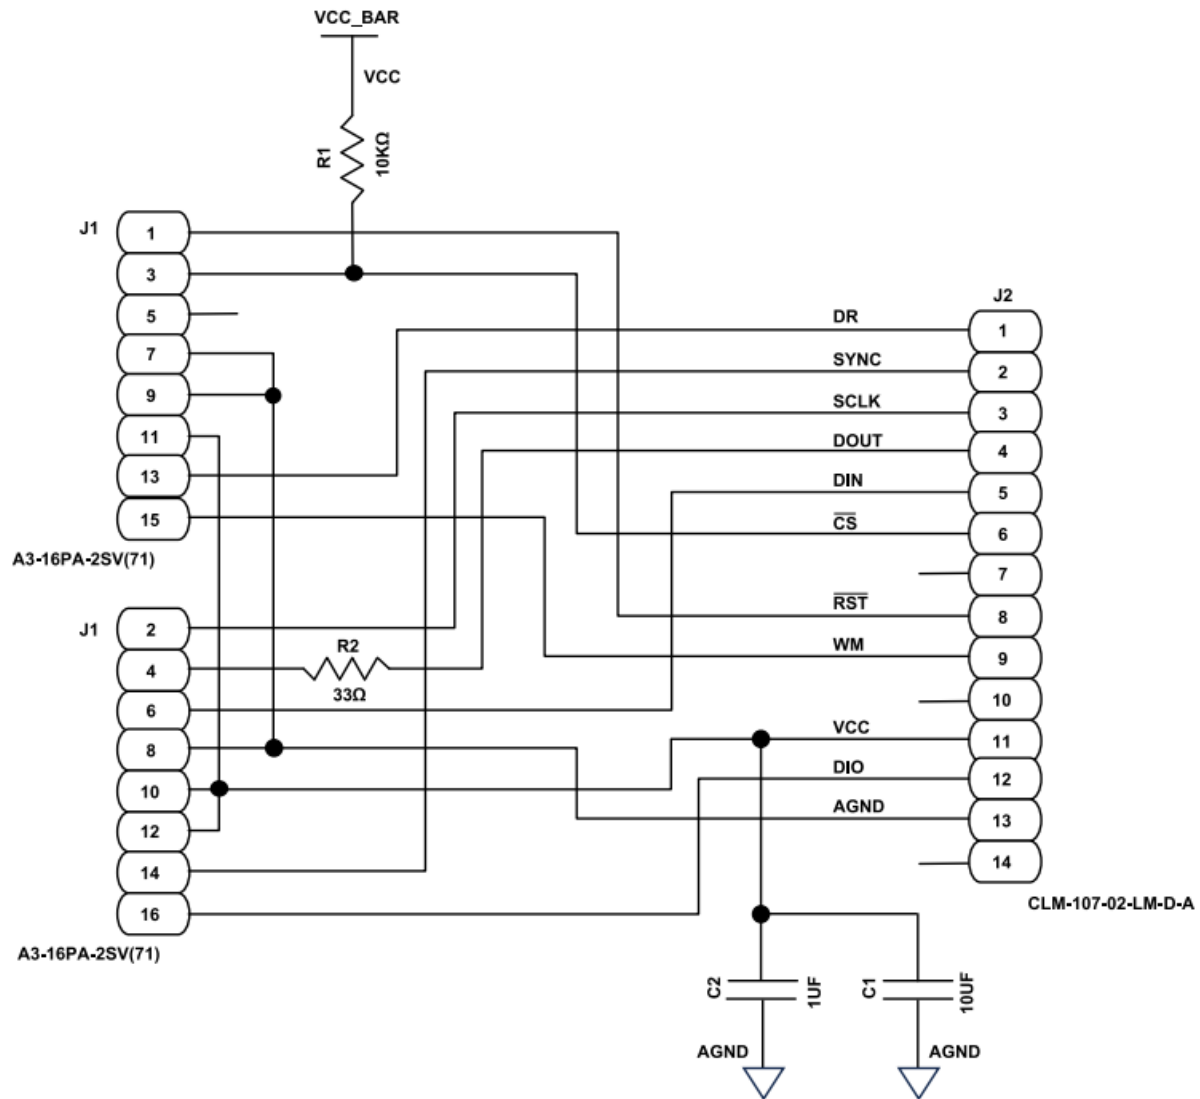 VCC_BAR
VCC
R1
10KΩ
J1
1
3
5
7
9
11
13
15
A3-16PA-2SV(71)
J1
2
4
6
8
10
12
14
16
A3-16PA-2SV(71)
R2
33Ω
DR
SYNC
SCLK
DOUT
DIN
C̅S̅
R̅S̅T̅
WM
VCC
DIO
AGND
J2
1
2
3
4
5
6
7
8
9
10
11
12
13
14
CLM-107-02-LM-D-A
C2
1UF
C1
10UF
AGND
AGND